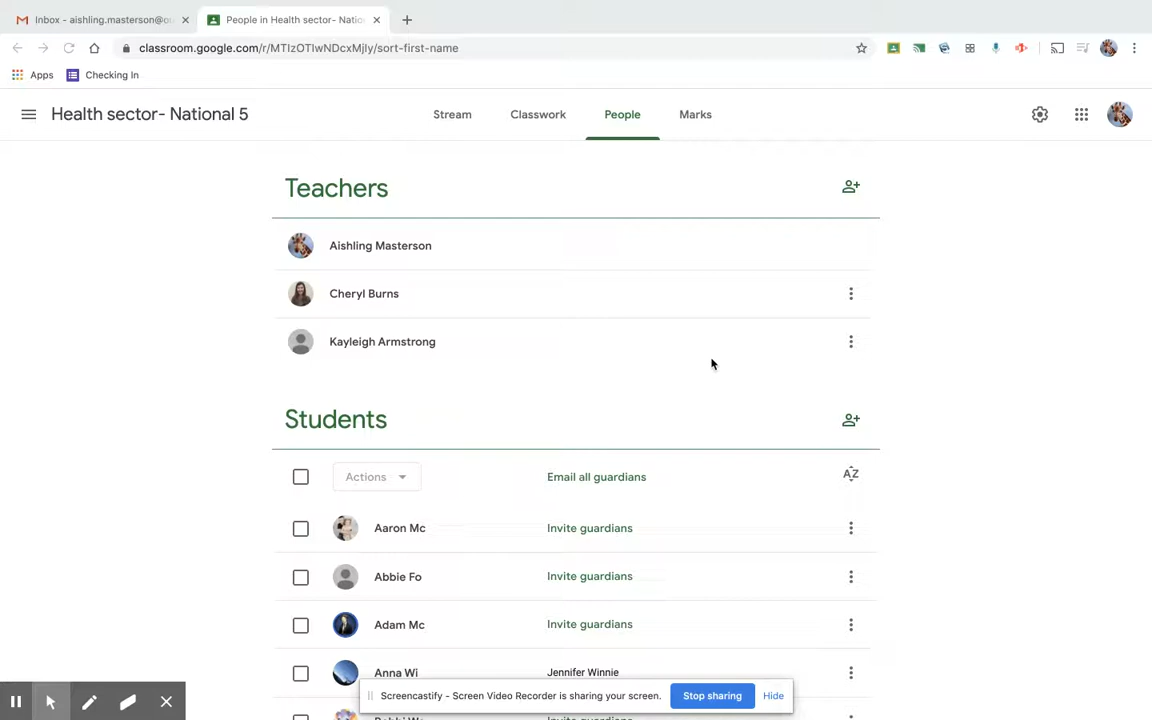 Inbox - aishling.masterson@o
People in Health sector- Natio
classroom.google.com/r/MTIzOTIwNDcxMjIy/sort-first-name
Apps
Checking In
Health sector- National 5
Stream
Classwork
People
Marks
Teachers
Aishling Masterson
Cheryl Burns
Kayleigh Armstrong
Students
Actions
Email all guardians
AZ
Aaron Mc
Invite guardians
Abbie Fo
Invite guardians
Adam Mc
Invite guardians
Anna Wi
Jennifer Winnie
Screencastify - Screen Video Recorder is sharing your screen.
Stop sharing
Hide